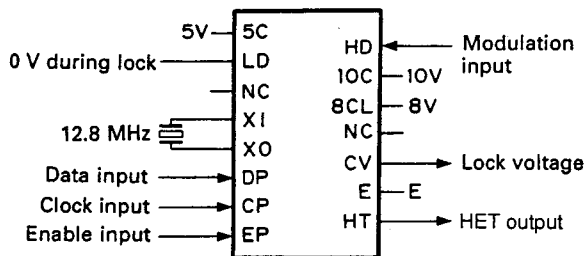 5V
5C
0 V during lock
LD
NC
12.8 MHz
XI
XO
Data input
DP
Clock input
CP
Enable input
EP
HD
Modulation
input
10C
10V
8CL
8V
NC
CV
Lock voltage
E
E
HT
HET output